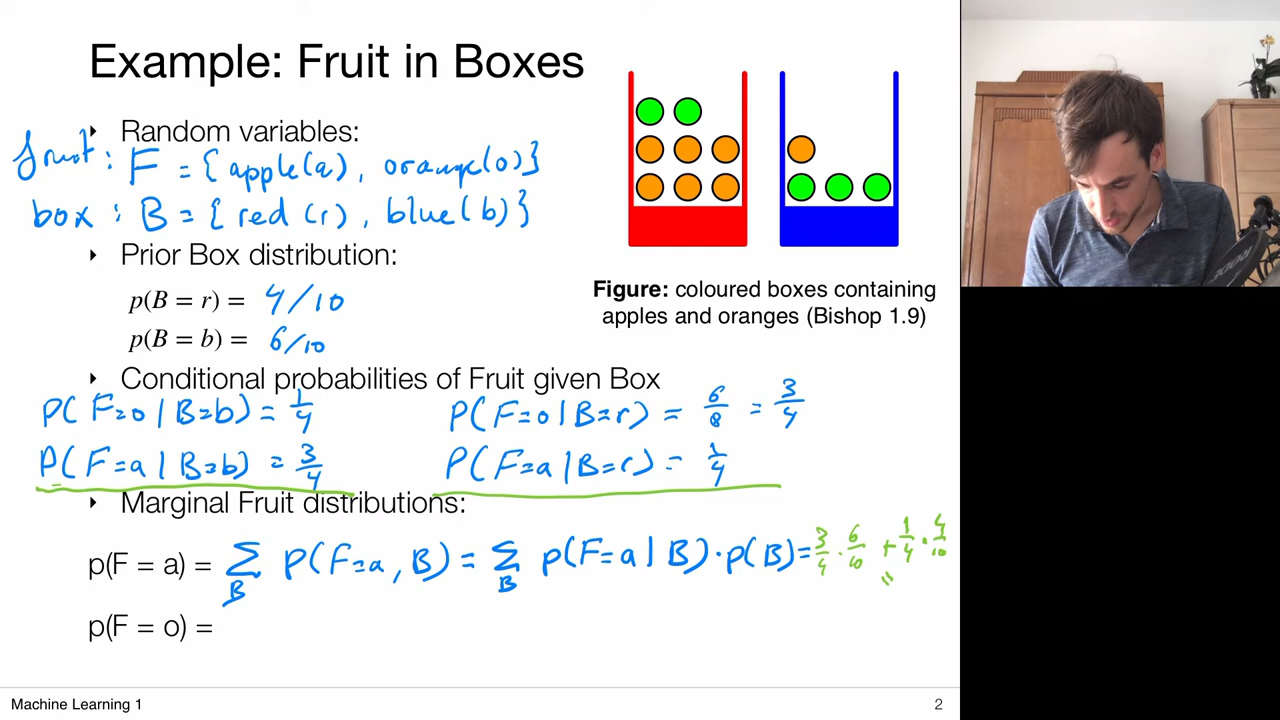 Example: Fruit in Boxes
‣ Random variables:
fruit : F = { apple(a), orange(o)}
box : B = { red (r), blue(b)}
‣ Prior Box distribution:
p(B = r) = 4/10
p(B = b) = 6/10
Figure: coloured boxes containing
apples and oranges (Bishop 1.9)
‣ Conditional probabilities of Fruit given Box
P(F=o | B=b) = 1/4
P(F=o | B=r) = 6/8 = 3/4
P(F=a | B=b) = 3/4
P(F=a | B=r) = 1/4
‣ Marginal Fruit distributions:
p(F = a) = ∑_B p(F=a, B) = ∑_B p(F=a | B) · p(B) = 3/4 · 6/10 + 1/4 · 4/10
=
p(F = o) =
Machine Learning 1
2
RODE